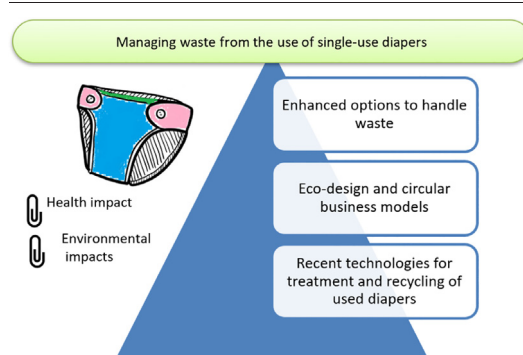 Managing waste from the use of single-use diapers
Enhanced options to handle
waste
Health impact
Environmental
impacts
Eco-design and circular
business models
Recent technologies for
treatment and recycling of
used diapers